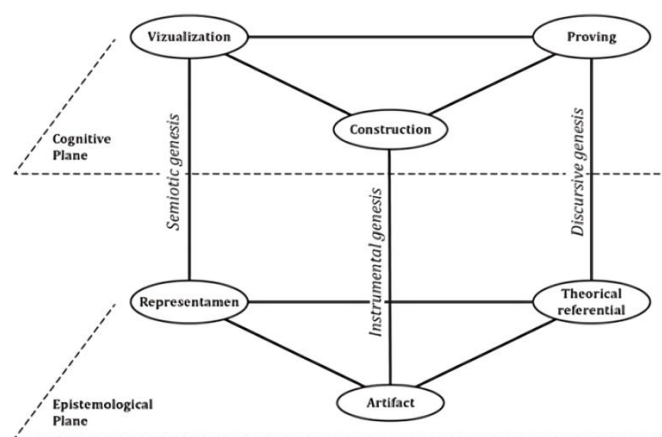 Vizualization
Proving
Construction
Cognitive
Plane
Semiotic genesis
Instrumental genesis
Discursive genesis
Representamen
Theorical
referential
Artifact
Epistemological
Plane